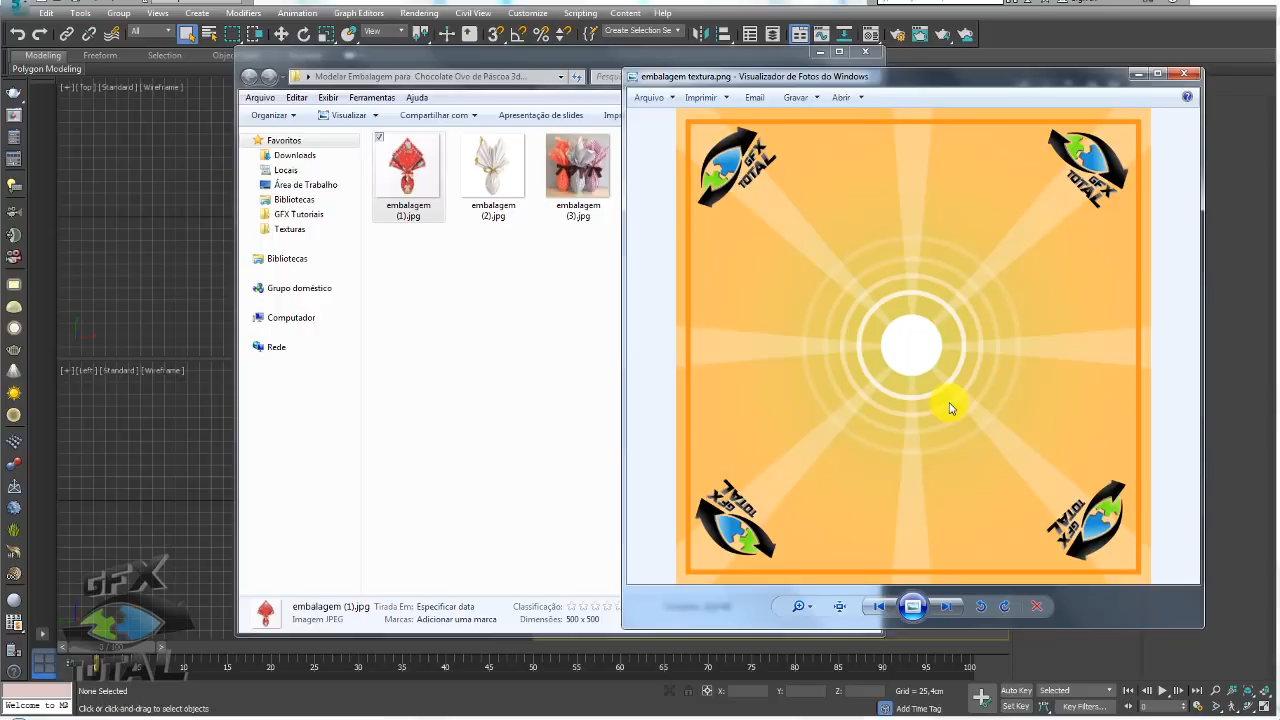 Edit Tools Group Views Create Modifiers Animation Graph Editors Rendering Civil View Customize Scripting Content Help
All View Create Selection Se
Modeling Freeform
Polygon Modeling
[+][Top][Standard][Wireframe]
[+][Left][Standard][Wireframe]
Modelar Embalagem para Chocolate Ovo de Páscoa 3d...
Arquivo Editar Exibir Ferramentas Ajuda
Organizar Visualizar Compartilhar com Apresentação de slides
Favoritos
Downloads
Locais
Área de Trabalho
Bibliotecas
GFX Tutoriais
Texturas
Bibliotecas
Grupo doméstico
Computador
Rede
embalagem (1).jpg
embalagem (2).jpg
embalagem (3).jpg
embalagem (1).jpg Tirada Em: Especificar data Classificação:
Imagem JPEG Marcas: Adicionar uma marca Dimensões: 500 x 500
embalagem textura.png - Visualizador de Fotos do Windows
Arquivo Imprimir Email Gravar Abrir
GFX TOTAL
GFX TOTAL
GFX TOTAL
GFX TOTAL
GFX
TOTAL
0 / 100
15 20 25 30 35 40 45 50 55 60 65 70 75 80 85 90 95 100
None Selected X: Y: Z: Grid = 25,4cm Auto Key Selected
Welcome to M Click or click-and-drag to select objects Add Time Tag Set Key Key Filters... 0